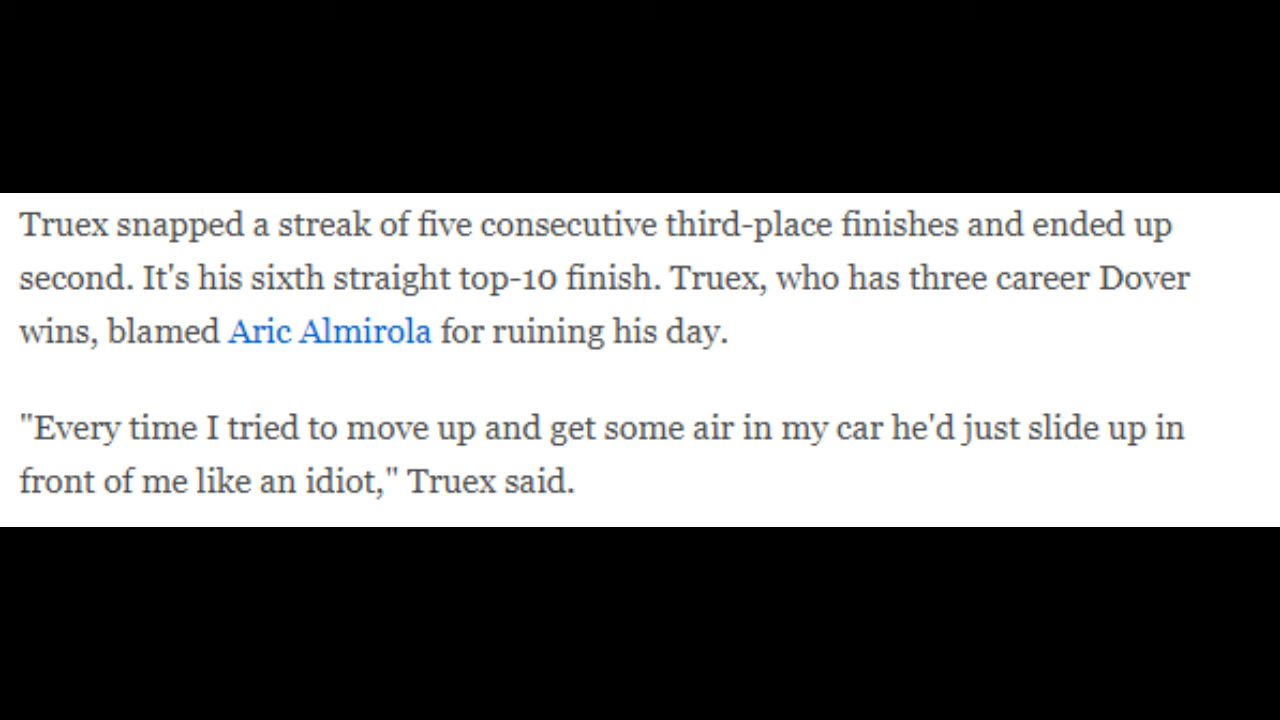 Truex snapped a streak of five consecutive third-place finishes and ended up
second. It's his sixth straight top-10 finish. Truex, who has three career Dover
wins, blamed Aric Almirola for ruining his day.
"Every time I tried to move up and get some air in my car he'd just slide up in
front of me like an idiot," Truex said.